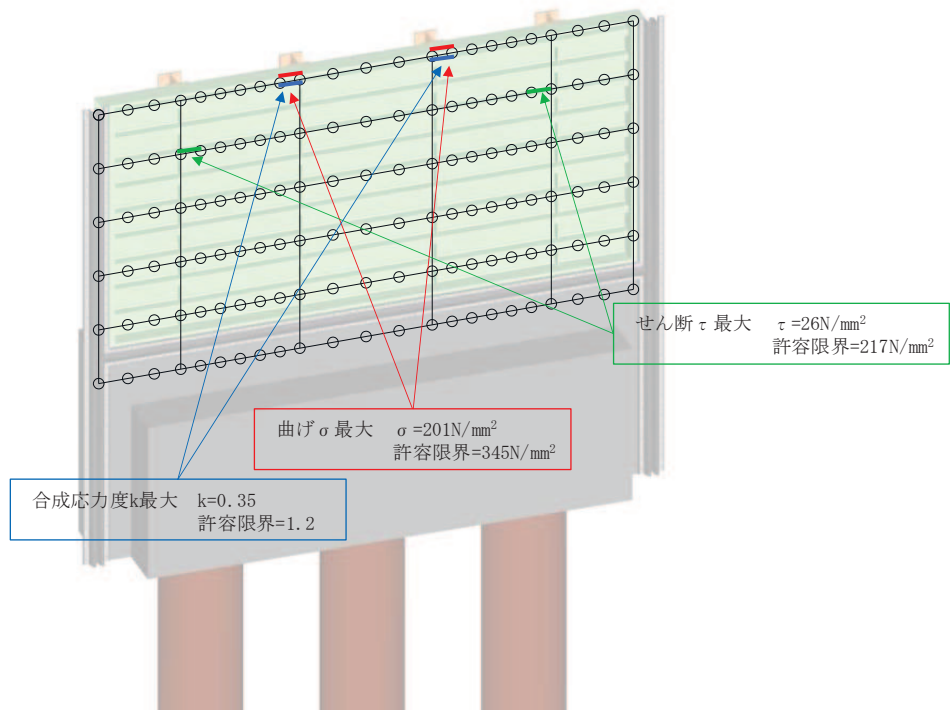 せん断τ最大 τ=26N/mm²
許容限界=217N/mm²
曲げσ最大 σ=201N/mm²
許容限界=345N/mm²
合成応力度k最大 k=0.35
許容限界=1.2